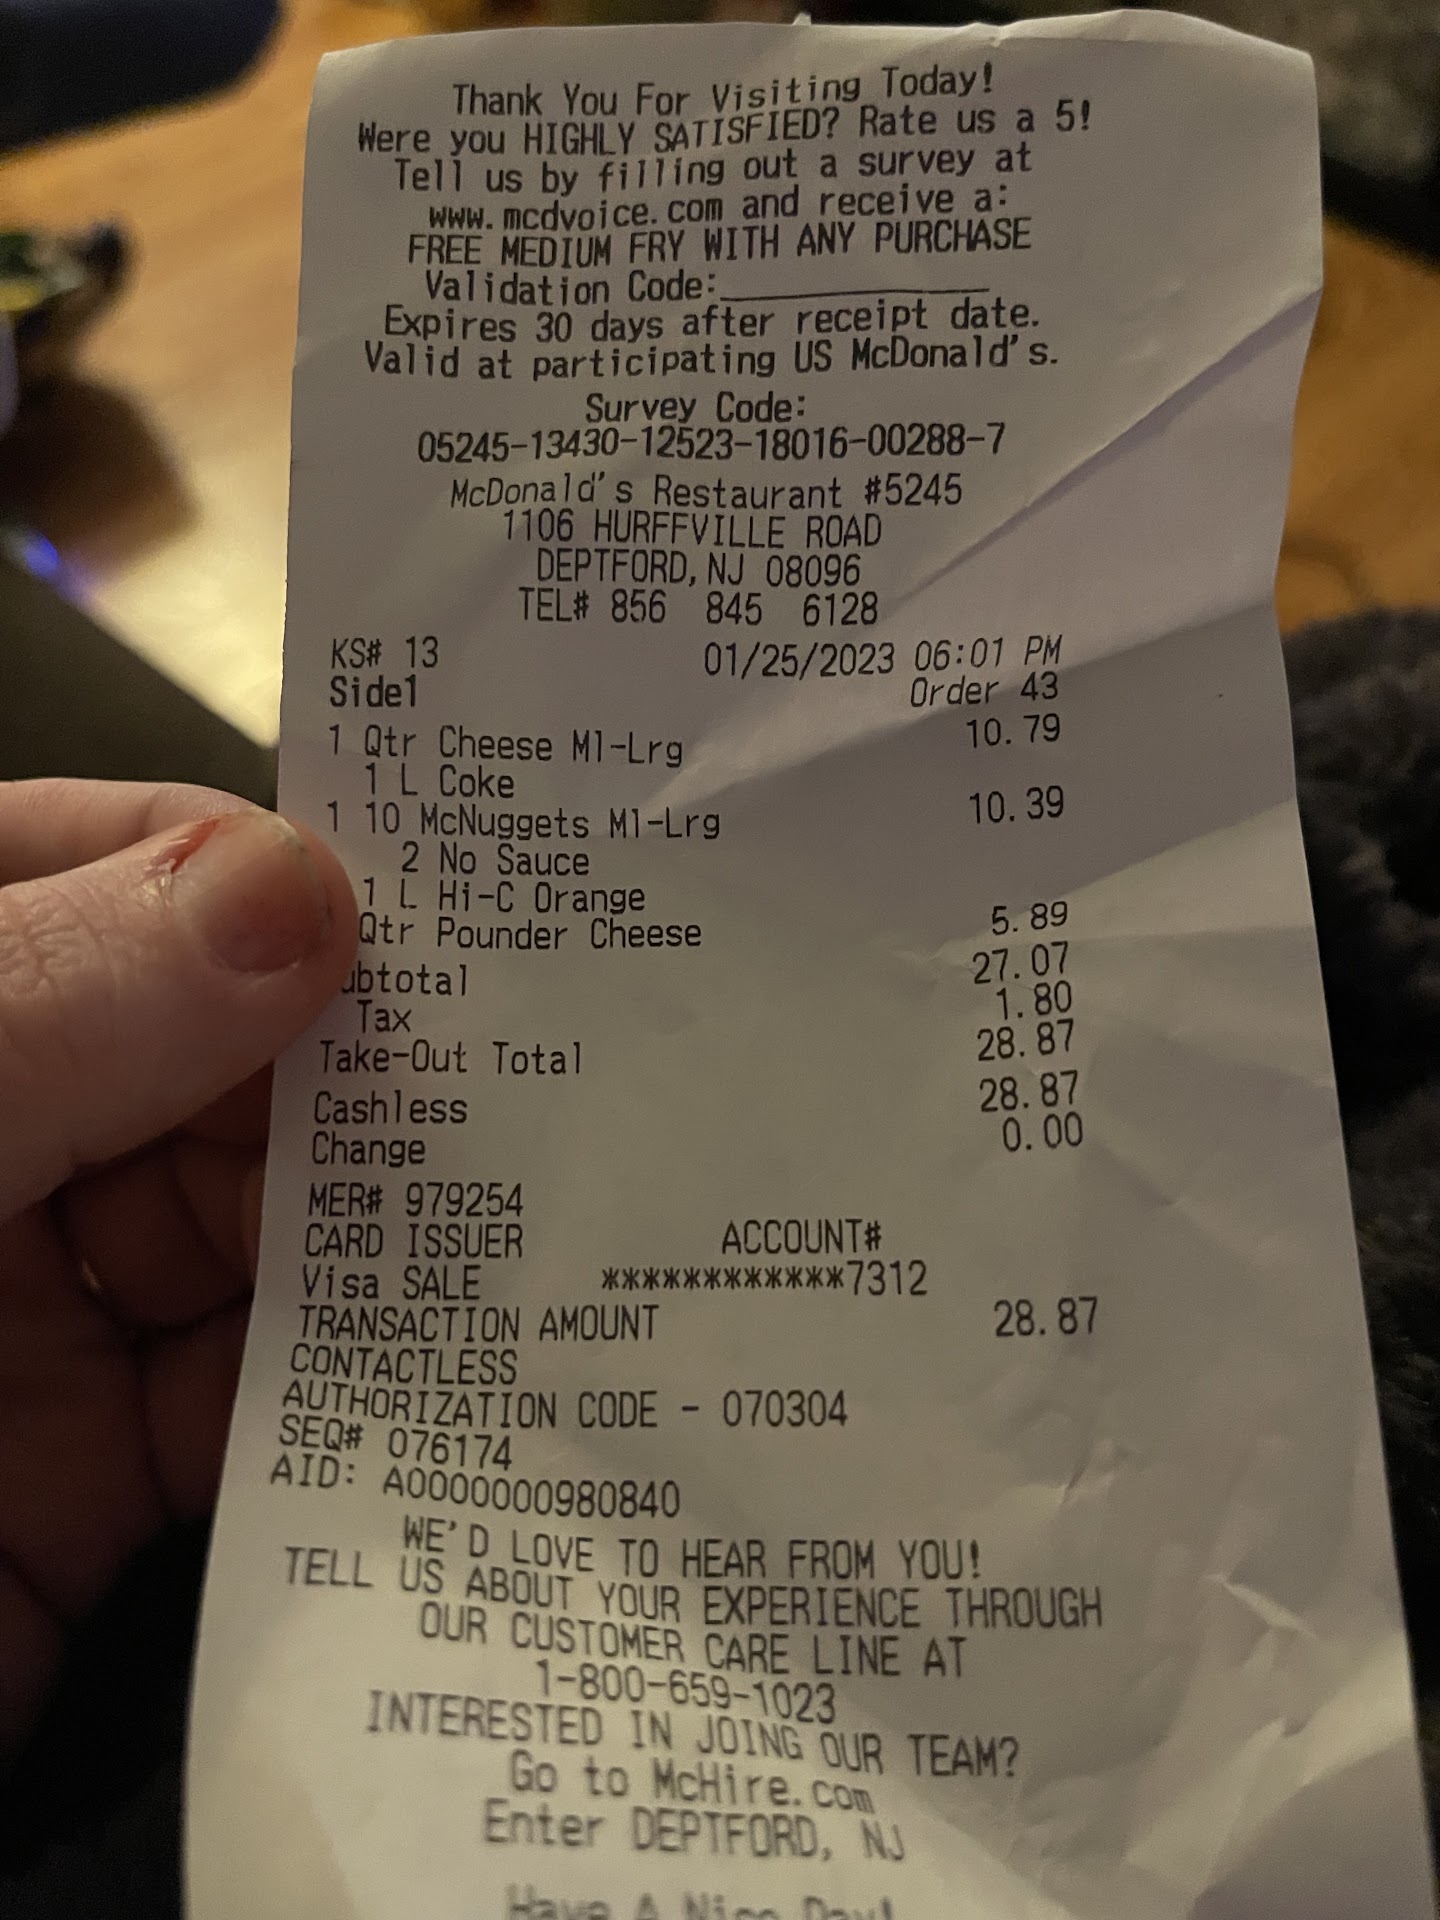 Thank You For Visiting Today!
Were you HIGHLY SATISFIED? Rate us a 5!
Tell us by filling out a survey at
www.mcdvoice.com and receive a:
FREE MEDIUM FRY WITH ANY PURCHASE
Validation Code:____________
Expires 30 days after receipt date.
Valid at participating US McDonald's.
Survey Code:
05245-13430-12523-18016-00288-7
McDonald's Restaurant #5245
1106 HURFFVILLE ROAD
DEPTFORD, NJ 08096
TEL# 856 845 6128
KS# 13 01/25/2023 06:01 PM
Side1 Order 43
1 Qtr Cheese Ml-Lrg 10.79
1 L Coke
1 10 McNuggets Ml-Lrg 10.39
2 No Sauce
1 L Hi-C Orange
Qtr Pounder Cheese 5.89
ubtotal 27.07
Tax 1.80
Take-Out Total 28.87
Cashless 28.87
Change 0.00
MER# 979254
CARD ISSUER ACCOUNT#
Visa SALE ************7312
TRANSACTION AMOUNT 28.87
CONTACTLESS
AUTHORIZATION CODE - 070304
SEQ# 076174
AID: A0000000980840
WE'D LOVE TO HEAR FROM YOU!
TELL US ABOUT YOUR EXPERIENCE THROUGH
OUR CUSTOMER CARE LINE AT
1-800-659-1023
INTERESTED IN JOING OUR TEAM?
Go to McHire.com
Enter DEPTFORD, NJ
Have A Nice Day!